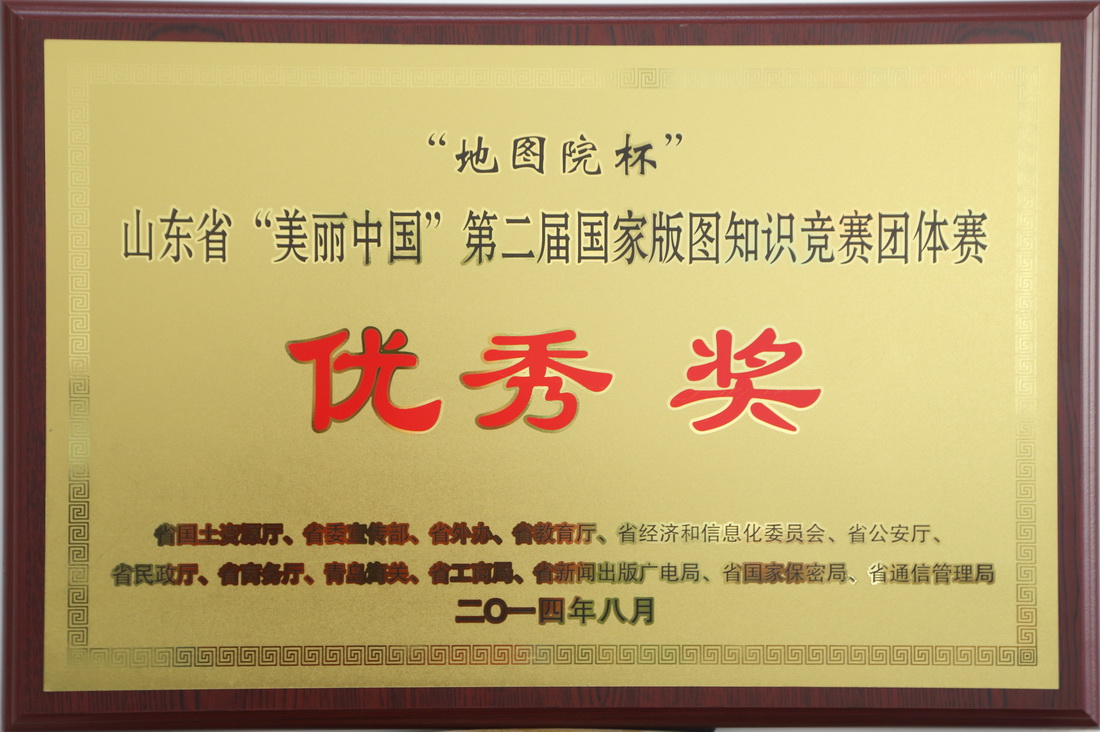 “地图院杯”
山东省“美丽中国”第二届国家版图知识竞赛团体赛
优秀奖
省国土资源厅、省委宣传部、省外办、省教育厅、省经济和信息化委员会、省公安厅、
省民政厅、省商务厅、青岛海关、省工商局、省新闻出版广电局、省国家保密局、省通信管理局
二〇一四年八月